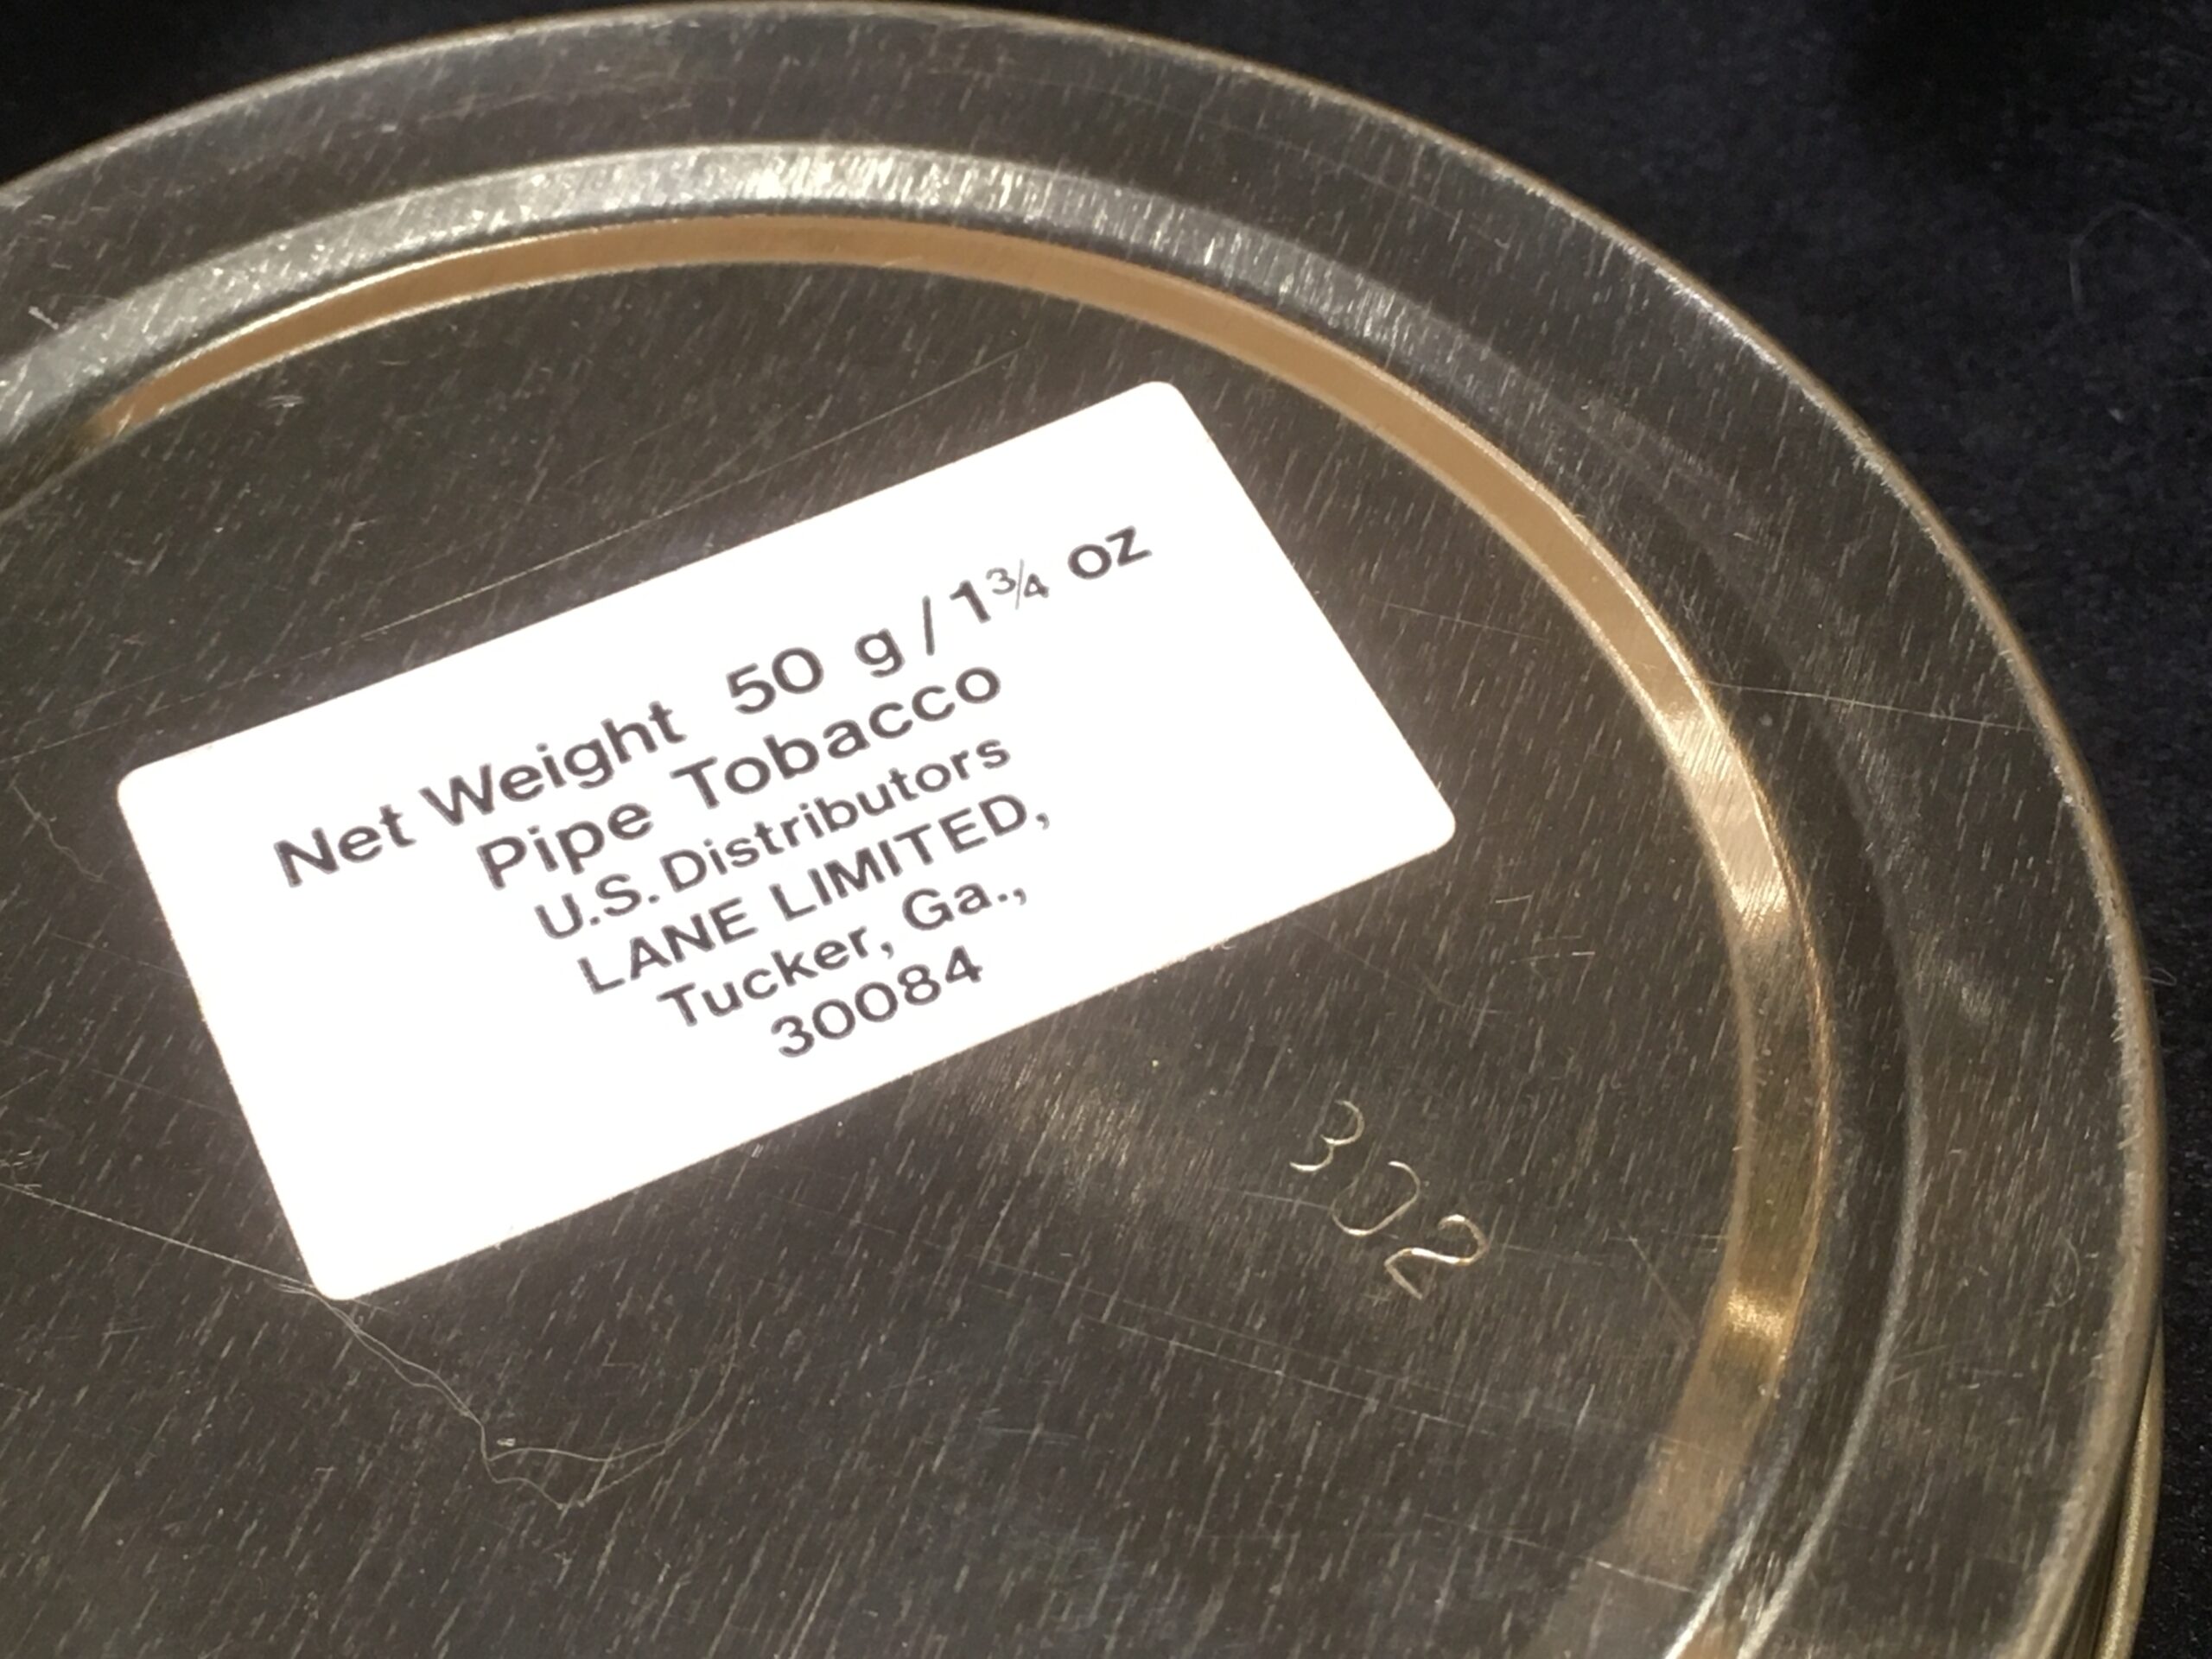 Net Weight 50 g / 1¾ oz
Pipe Tobacco
U.S. Distributors
LANE LIMITED,
Tucker, Ga.,
30084
302